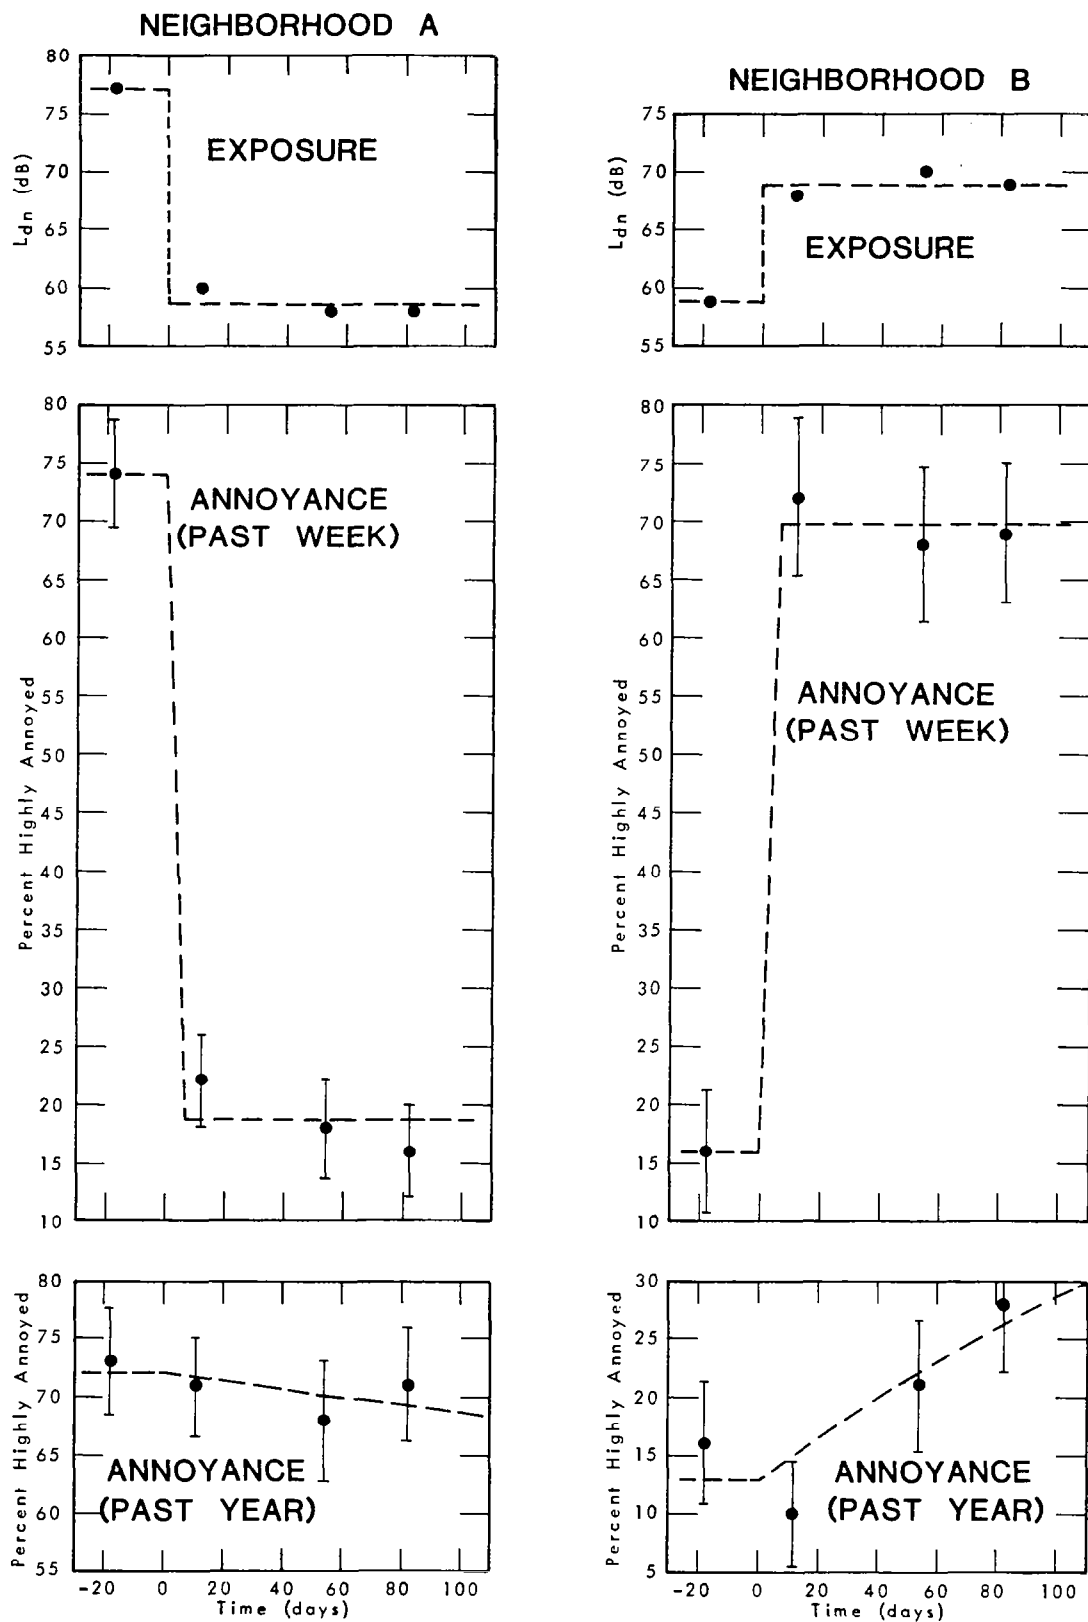 NEIGHBORHOOD A
80
75
70
65
60
55
Ldn (dB)
EXPOSURE
80
75
70
65
60
55
50
45
40
35
30
25
20
15
10
Percent Highly Annoyed
ANNOYANCE
(PAST WEEK)
80
75
70
65
60
55
Percent Highly Annoyed
ANNOYANCE
(PAST YEAR)
-20 0 20 40 60 80 100
Time (days)
NEIGHBORHOOD B
75
70
65
60
55
Ldn (dB)
EXPOSURE
80
75
70
65
60
55
50
45
40
35
30
25
20
15
10
Percent Highly Annoyed
ANNOYANCE
(PAST WEEK)
30
25
20
15
10
5
Percent Highly Annoyed
ANNOYANCE
(PAST YEAR)
-20 0 20 40 60 80 100
Time (days)